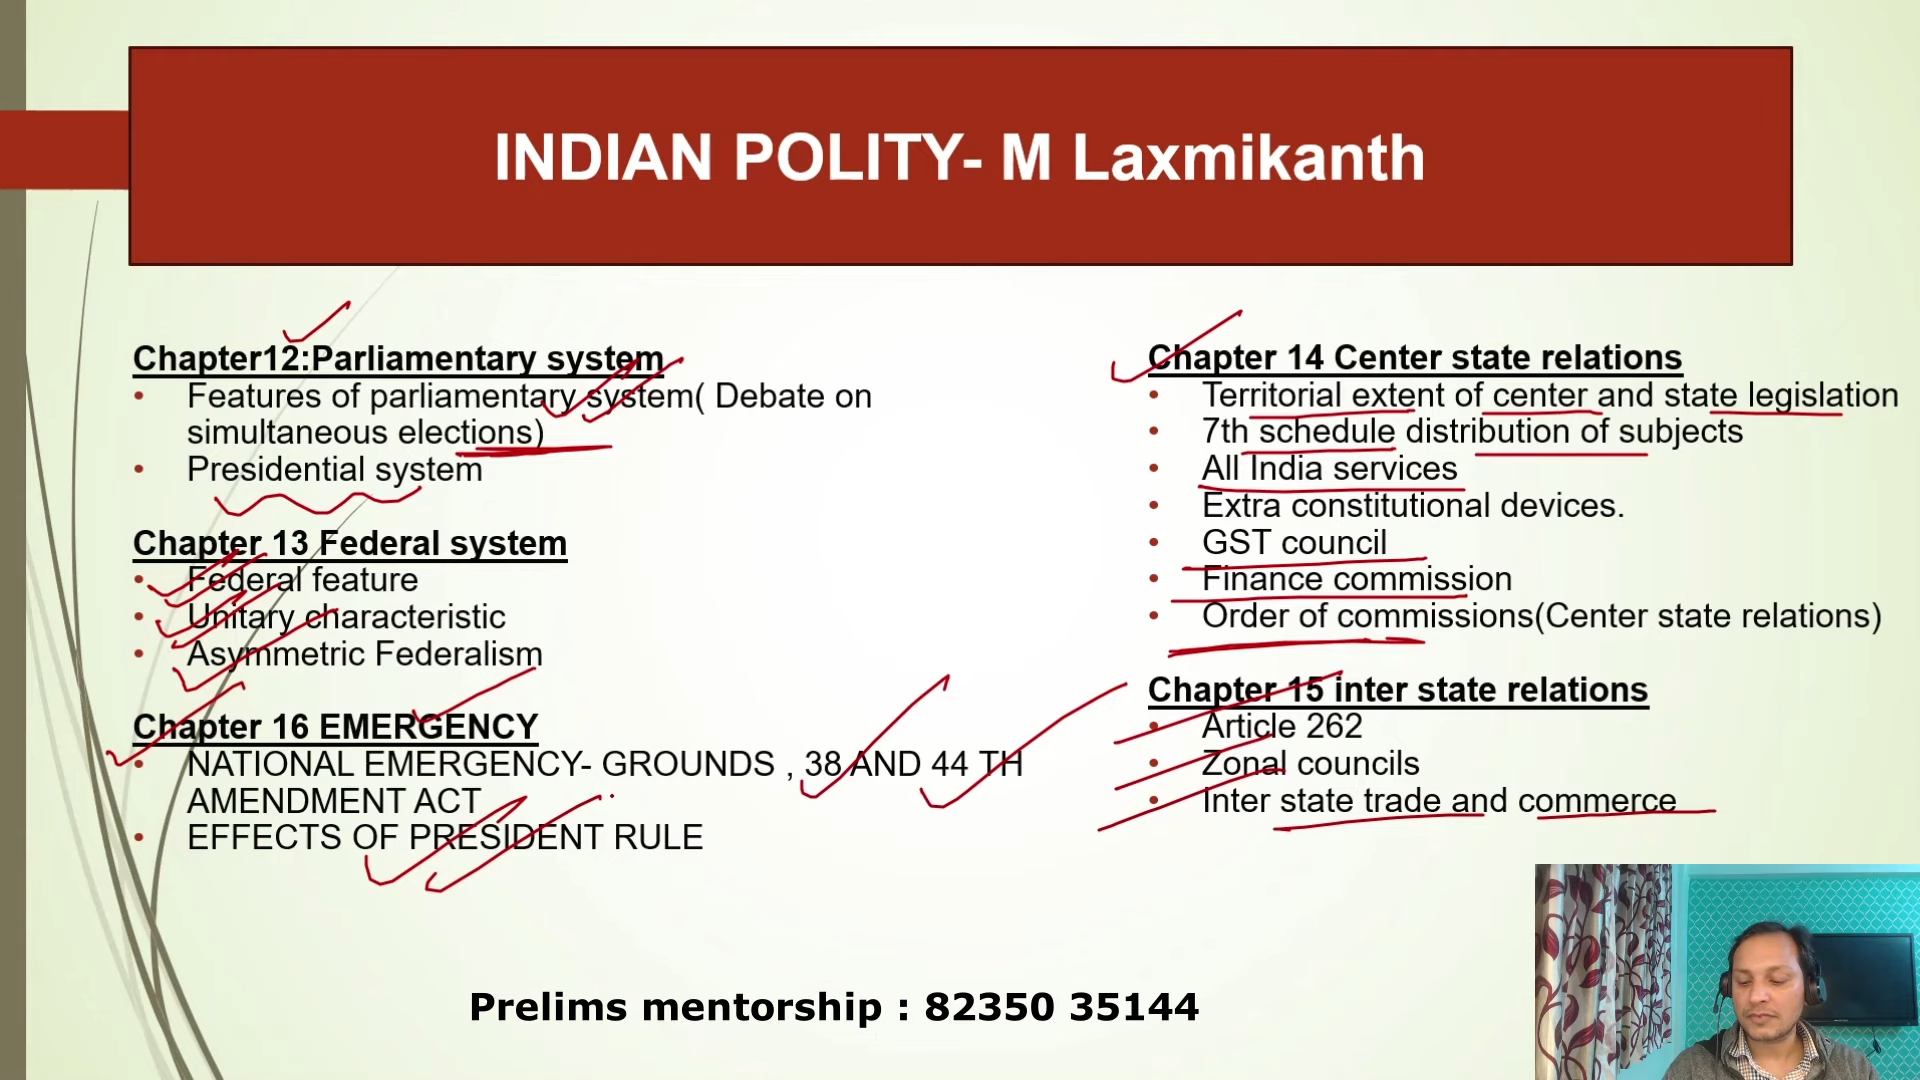 INDIAN POLITY- M Laxmikanth
Chapter12:Parliamentary system
• Features of parliamentary system( Debate on
simultaneous elections)
• Presidential system
Chapter 13 Federal system
• Federal feature
• Unitary characteristic
• Asymmetric Federalism
Chapter 16 EMERGENCY
• NATIONAL EMERGENCY- GROUNDS , 38 AND 44 TH
AMENDMENT ACT
• EFFECTS OF PRESIDENT RULE
Chapter 14 Center state relations
• Territorial extent of center and state legislation
• 7th schedule distribution of subjects
• All India services
• Extra constitutional devices.
• GST council
• Finance commission
• Order of commissions(Center state relations)
Chapter 15 inter state relations
• Article 262
• Zonal councils
• Inter state trade and commerce
Prelims mentorship : 82350 35144